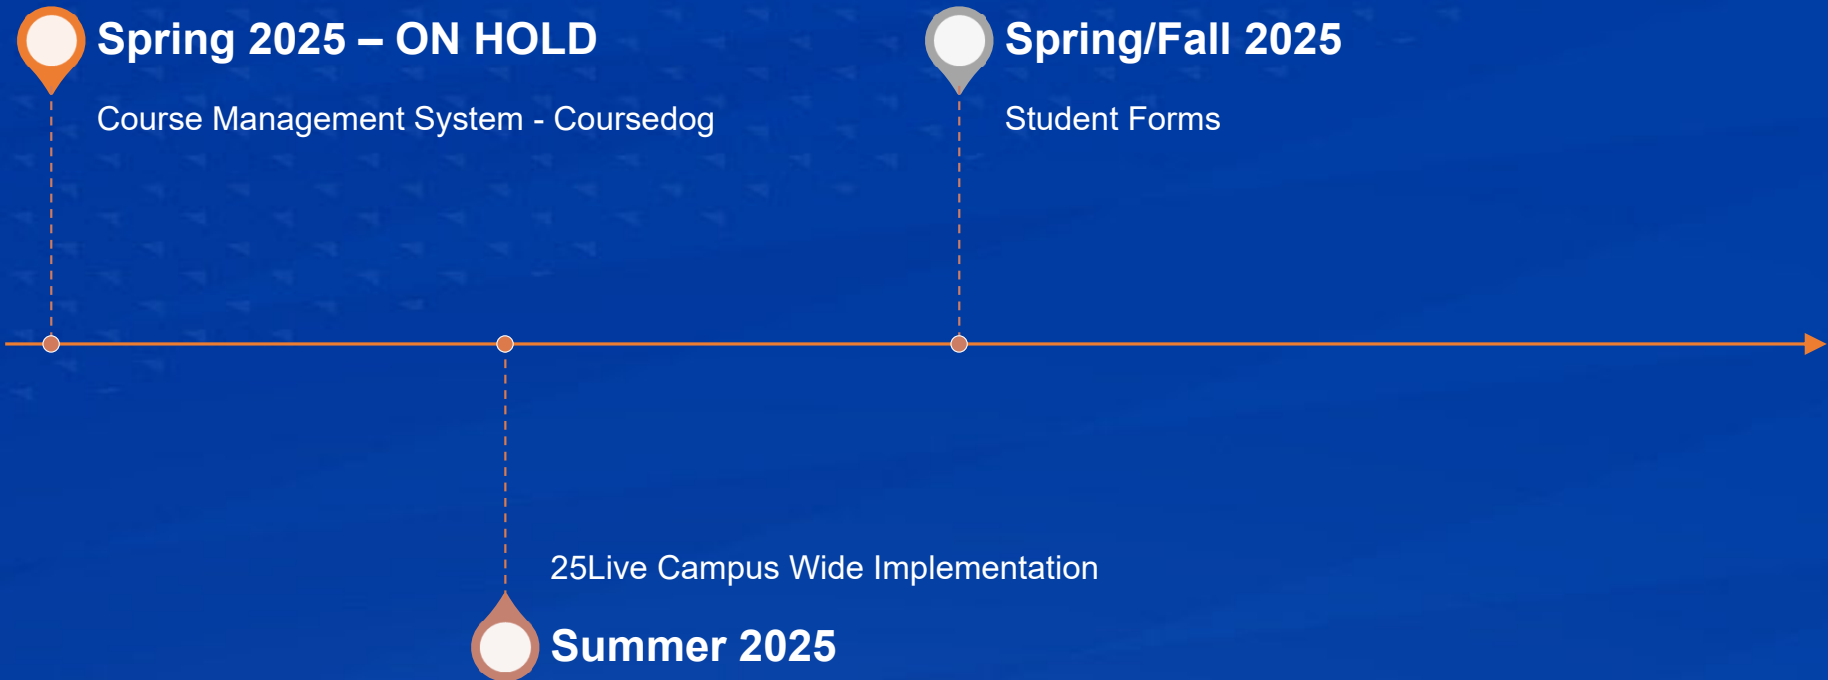 Spring 2025 – ON HOLD
Course Management System - Coursedog
Spring/Fall 2025
Student Forms
25Live Campus Wide Implementation
Summer 2025